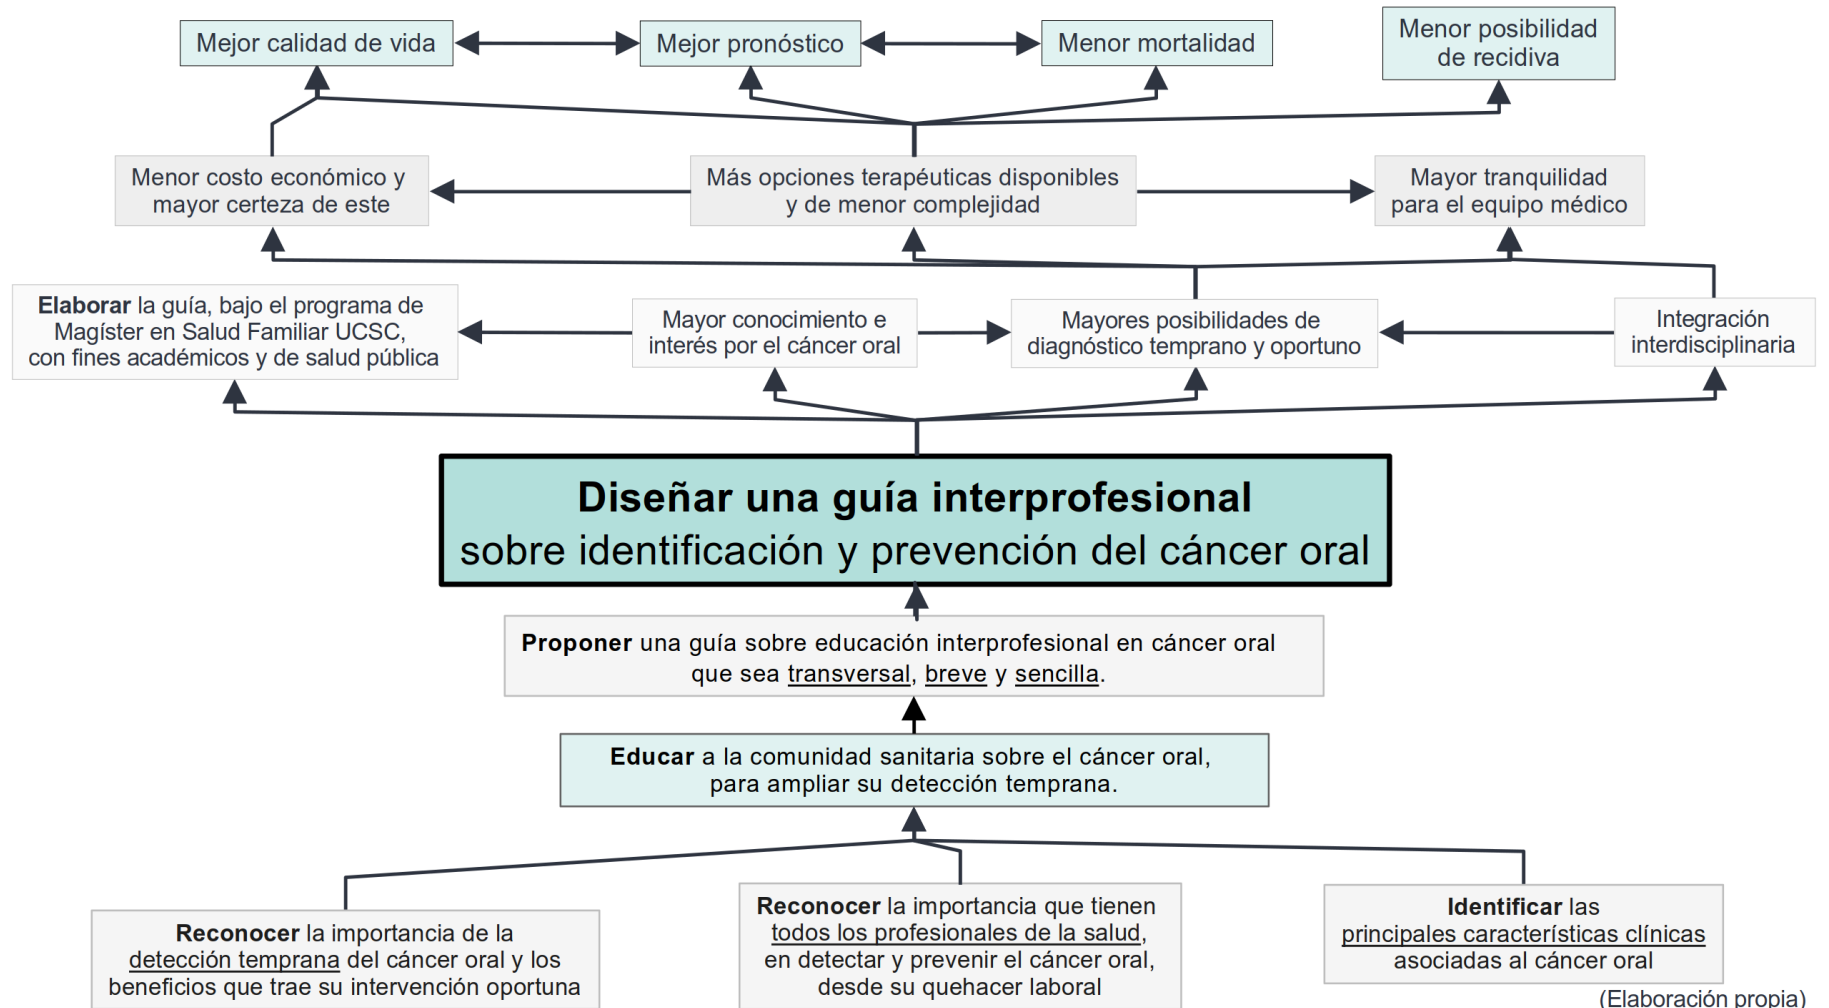 Mejor calidad de vida
Mejor pronóstico
Menor mortalidad
Menor posibilidad
de recidiva
Menor costo económico y
mayor certeza de este
Más opciones terapéuticas disponibles
y de menor complejidad
Mayor tranquilidad
para el equipo médico
Elaborar la guía, bajo el programa de
Magíster en Salud Familiar UCSC,
con fines académicos y de salud pública
Mayor conocimiento e
interés por el cáncer oral
Mayores posibilidades de
diagnóstico temprano y oportuno
Integración
interdisciplinaria
Diseñar una guía interprofesional
sobre identificación y prevención del cáncer oral
Proponer una guía sobre educación interprofesional en cáncer oral
que sea transversal, breve y sencilla.
Educar a la comunidad sanitaria sobre el cáncer oral,
para ampliar su detección temprana.
Reconocer la importancia de la
detección temprana del cáncer oral y los
beneficios que trae su intervención oportuna
Reconocer la importancia que tienen
todos los profesionales de la salud,
en detectar y prevenir el cáncer oral,
desde su quehacer laboral
Identificar las
principales características clínicas
asociadas al cáncer oral
(Elaboración propia)